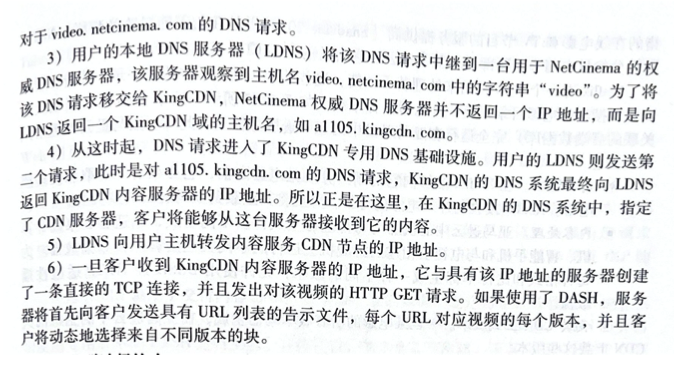 对于 video. netcinema. com 的 DNS 请求。
3）用户的本地 DNS 服务器（LDNS）将该 DNS 请求中继到一台用于 NetCinema 的权
威 DNS 服务器，该服务器观察到主机名 video. netcinema. com 中的字符串“video”。为了将
该 DNS 请求移交给 KingCDN，NetCinema 权威 DNS 服务器并不返回一个 IP 地址，而是向
LDNS 返回一个 KingCDN 域的主机名，如 a1105. kingcdn. com。
4）从这时起，DNS 请求进入了 KingCDN 专用 DNS 基础设施。用户的 LDNS 则发送第
二个请求，此时是对 a1105. kingcdn. com 的 DNS 请求，KingCDN 的 DNS 系统最终向 LDNS
返回 KingCDN 内容服务器的 IP 地址。所以正是在这里，在 KingCDN 的 DNS 系统中，指定
了 CDN 服务器，客户将能够从这台服务器接收到它的内容。
5）LDNS 向用户主机转发内容服务 CDN 节点的 IP 地址。
6）一旦客户收到 KingCDN 内容服务器的 IP 地址，它与具有该 IP 地址的服务器创建
了一条直接的 TCP 连接，并且发出对该视频的 HTTP GET 请求。如果使用了 DASH，服务
器将首先向客户发送具有 URL 列表的告示文件，每个 URL 对应视频的每个版本，并且客
户将动态地选择来自不同版本的块。